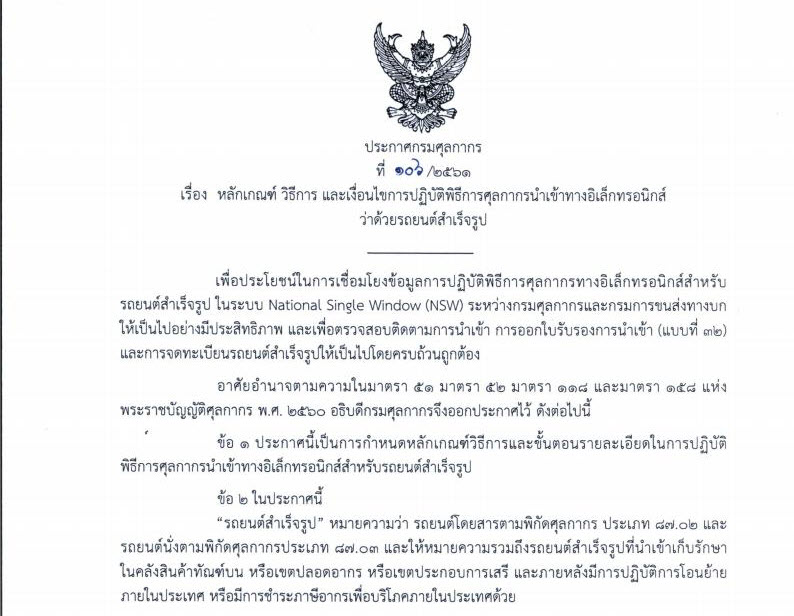 ประกาศกรมศุลกากร
ที่ ๑๐๖/๒๕๖๑
เรื่อง หลักเกณฑ์ วิธีการ และเงื่อนไขการปฏิบัติพิธีการศุลกากรนำเข้าทางอิเล็กทรอนิกส์
ว่าด้วยรถยนต์สำเร็จรูป
เพื่อประโยชน์ในการเชื่อมโยงข้อมูลการปฏิบัติพิธีการศุลกากรทางอิเล็กทรอนิกส์สำหรับ
รถยนต์สำเร็จรูป ในระบบ National Single Window (NSW) ระหว่างกรมศุลกากรและกรมการขนส่งทางบก
ให้เป็นไปอย่างมีประสิทธิภาพ และเพื่อตรวจสอบติดตามการนำเข้า การออกใบรับรองการนำเข้า (แบบที่ ๓๒)
และการจดทะเบียนรถยนต์สำเร็จรูปให้เป็นไปโดยครบถ้วนถูกต้อง
อาศัยอำนาจตามความในมาตรา ๕๑ มาตรา ๕๒ มาตรา ๑๑๘ และมาตรา ๑๕๘ แห่ง
พระราชบัญญัติศุลกากร พ.ศ. ๒๕๖๐ อธิบดีกรมศุลกากรจึงออกประกาศไว้ ดังต่อไปนี้
ข้อ ๑ ประกาศนี้เป็นการกำหนดหลักเกณฑ์วิธีการและขั้นตอนรายละเอียดในการปฏิบัติ
พิธีการศุลกากรนำเข้าทางอิเล็กทรอนิกส์สำหรับรถยนต์สำเร็จรูป
ข้อ ๒ ในประกาศนี้
“รถยนต์สำเร็จรูป” หมายความว่า รถยนต์โดยสารตามพิกัดศุลกากร ประเภท ๘๗.๐๒ และ
รถยนต์นั่งตามพิกัดศุลกากรประเภท ๘๗.๐๓ และให้หมายความรวมถึงรถยนต์สำเร็จรูปที่นำเข้าเก็บรักษา
ในคลังสินค้าทัณฑ์บน หรือเขตปลอดอากร หรือเขตประกอบการเสรี และภายหลังมีการปฏิบัติการโอนย้าย
ภายในประเทศ หรือมีการชำระภาษีอากรเพื่อบริโภคภายในประเทศด้วย